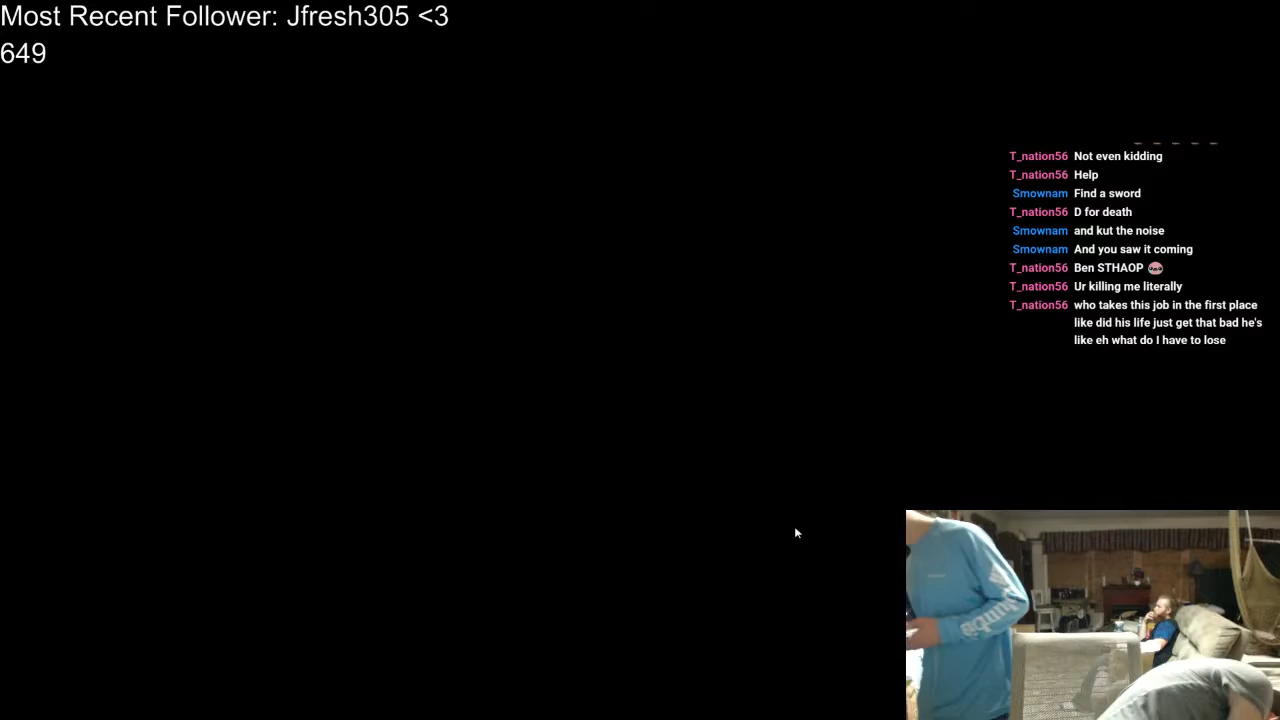 Most Recent Follower: Jfresh305 <3
649
T_nation56 Not even kidding
T_nation56 Help
Smownam Find a sword
T_nation56 D for death
Smownam and kut the noise
Smownam And you saw it coming
T_nation56 Ben STHAOP
T_nation56 Ur killing me literally
T_nation56 who takes this job in the first place
like did his life just get that bad he's
like eh what do I have to lose